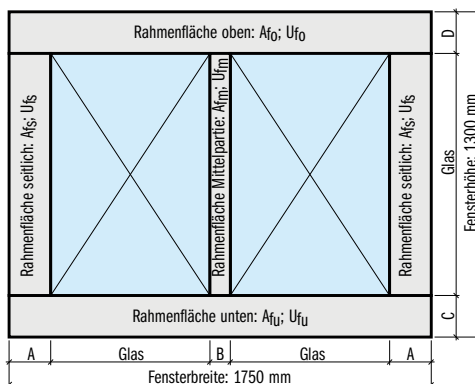 Rahmenfläche oben: Afo; Ufo
D
Rahmenfläche seitlich: Afs; Ufs
Rahmenfläche Mittelpartie: Afm; Ufm
Rahmenfläche seitlich: Afs; Ufs
Glas
Fensterhöhe: 1300 mm
Rahmenfläche unten: Afu; Ufu
C
A
Glas
B
Glas
A
Fensterbreite: 1750 mm